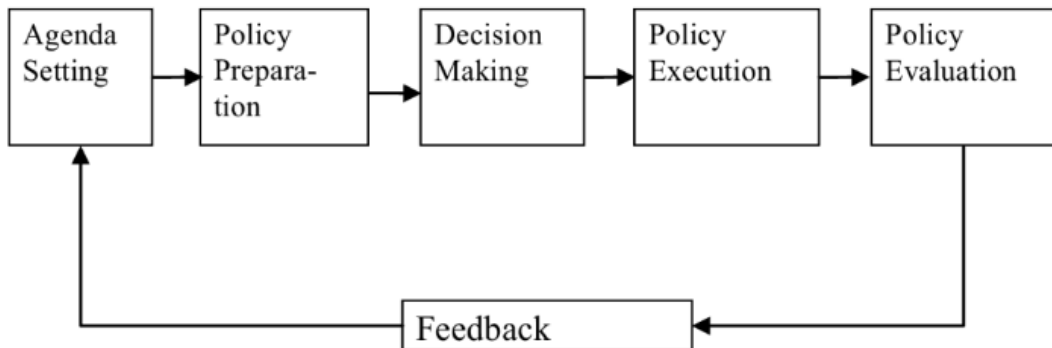 Agenda
Setting
Policy
Prepara-
tion
Decision
Making
Policy
Execution
Policy
Evaluation
Feedback